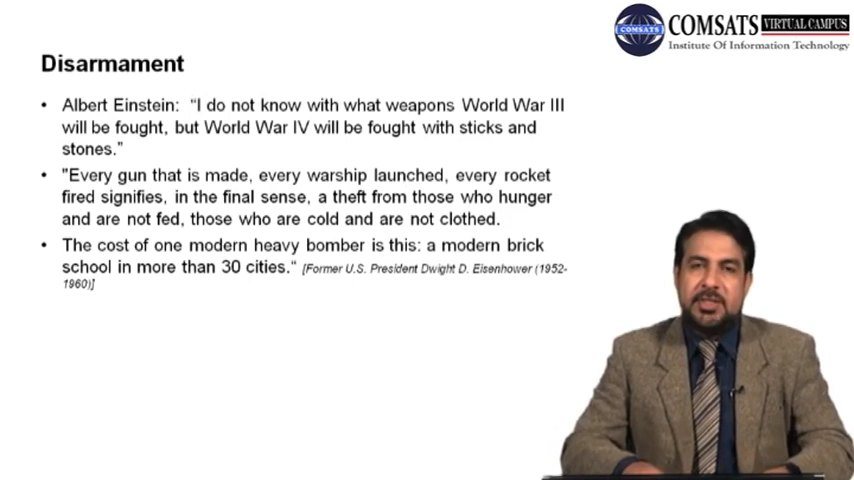 COMSATS VIRTUAL CAMPUS
COMSATS
Institute Of Information Technology
Disarmament
• Albert Einstein: “I do not know with what weapons World War III
will be fought, but World War IV will be fought with sticks and
stones.”
• "Every gun that is made, every warship launched, every rocket
fired signifies, in the final sense, a theft from those who hunger
and are not fed, those who are cold and are not clothed.
• The cost of one modern heavy bomber is this: a modern brick
school in more than 30 cities.“ [Former U.S. President Dwight D. Eisenhower (1952-
1960)]